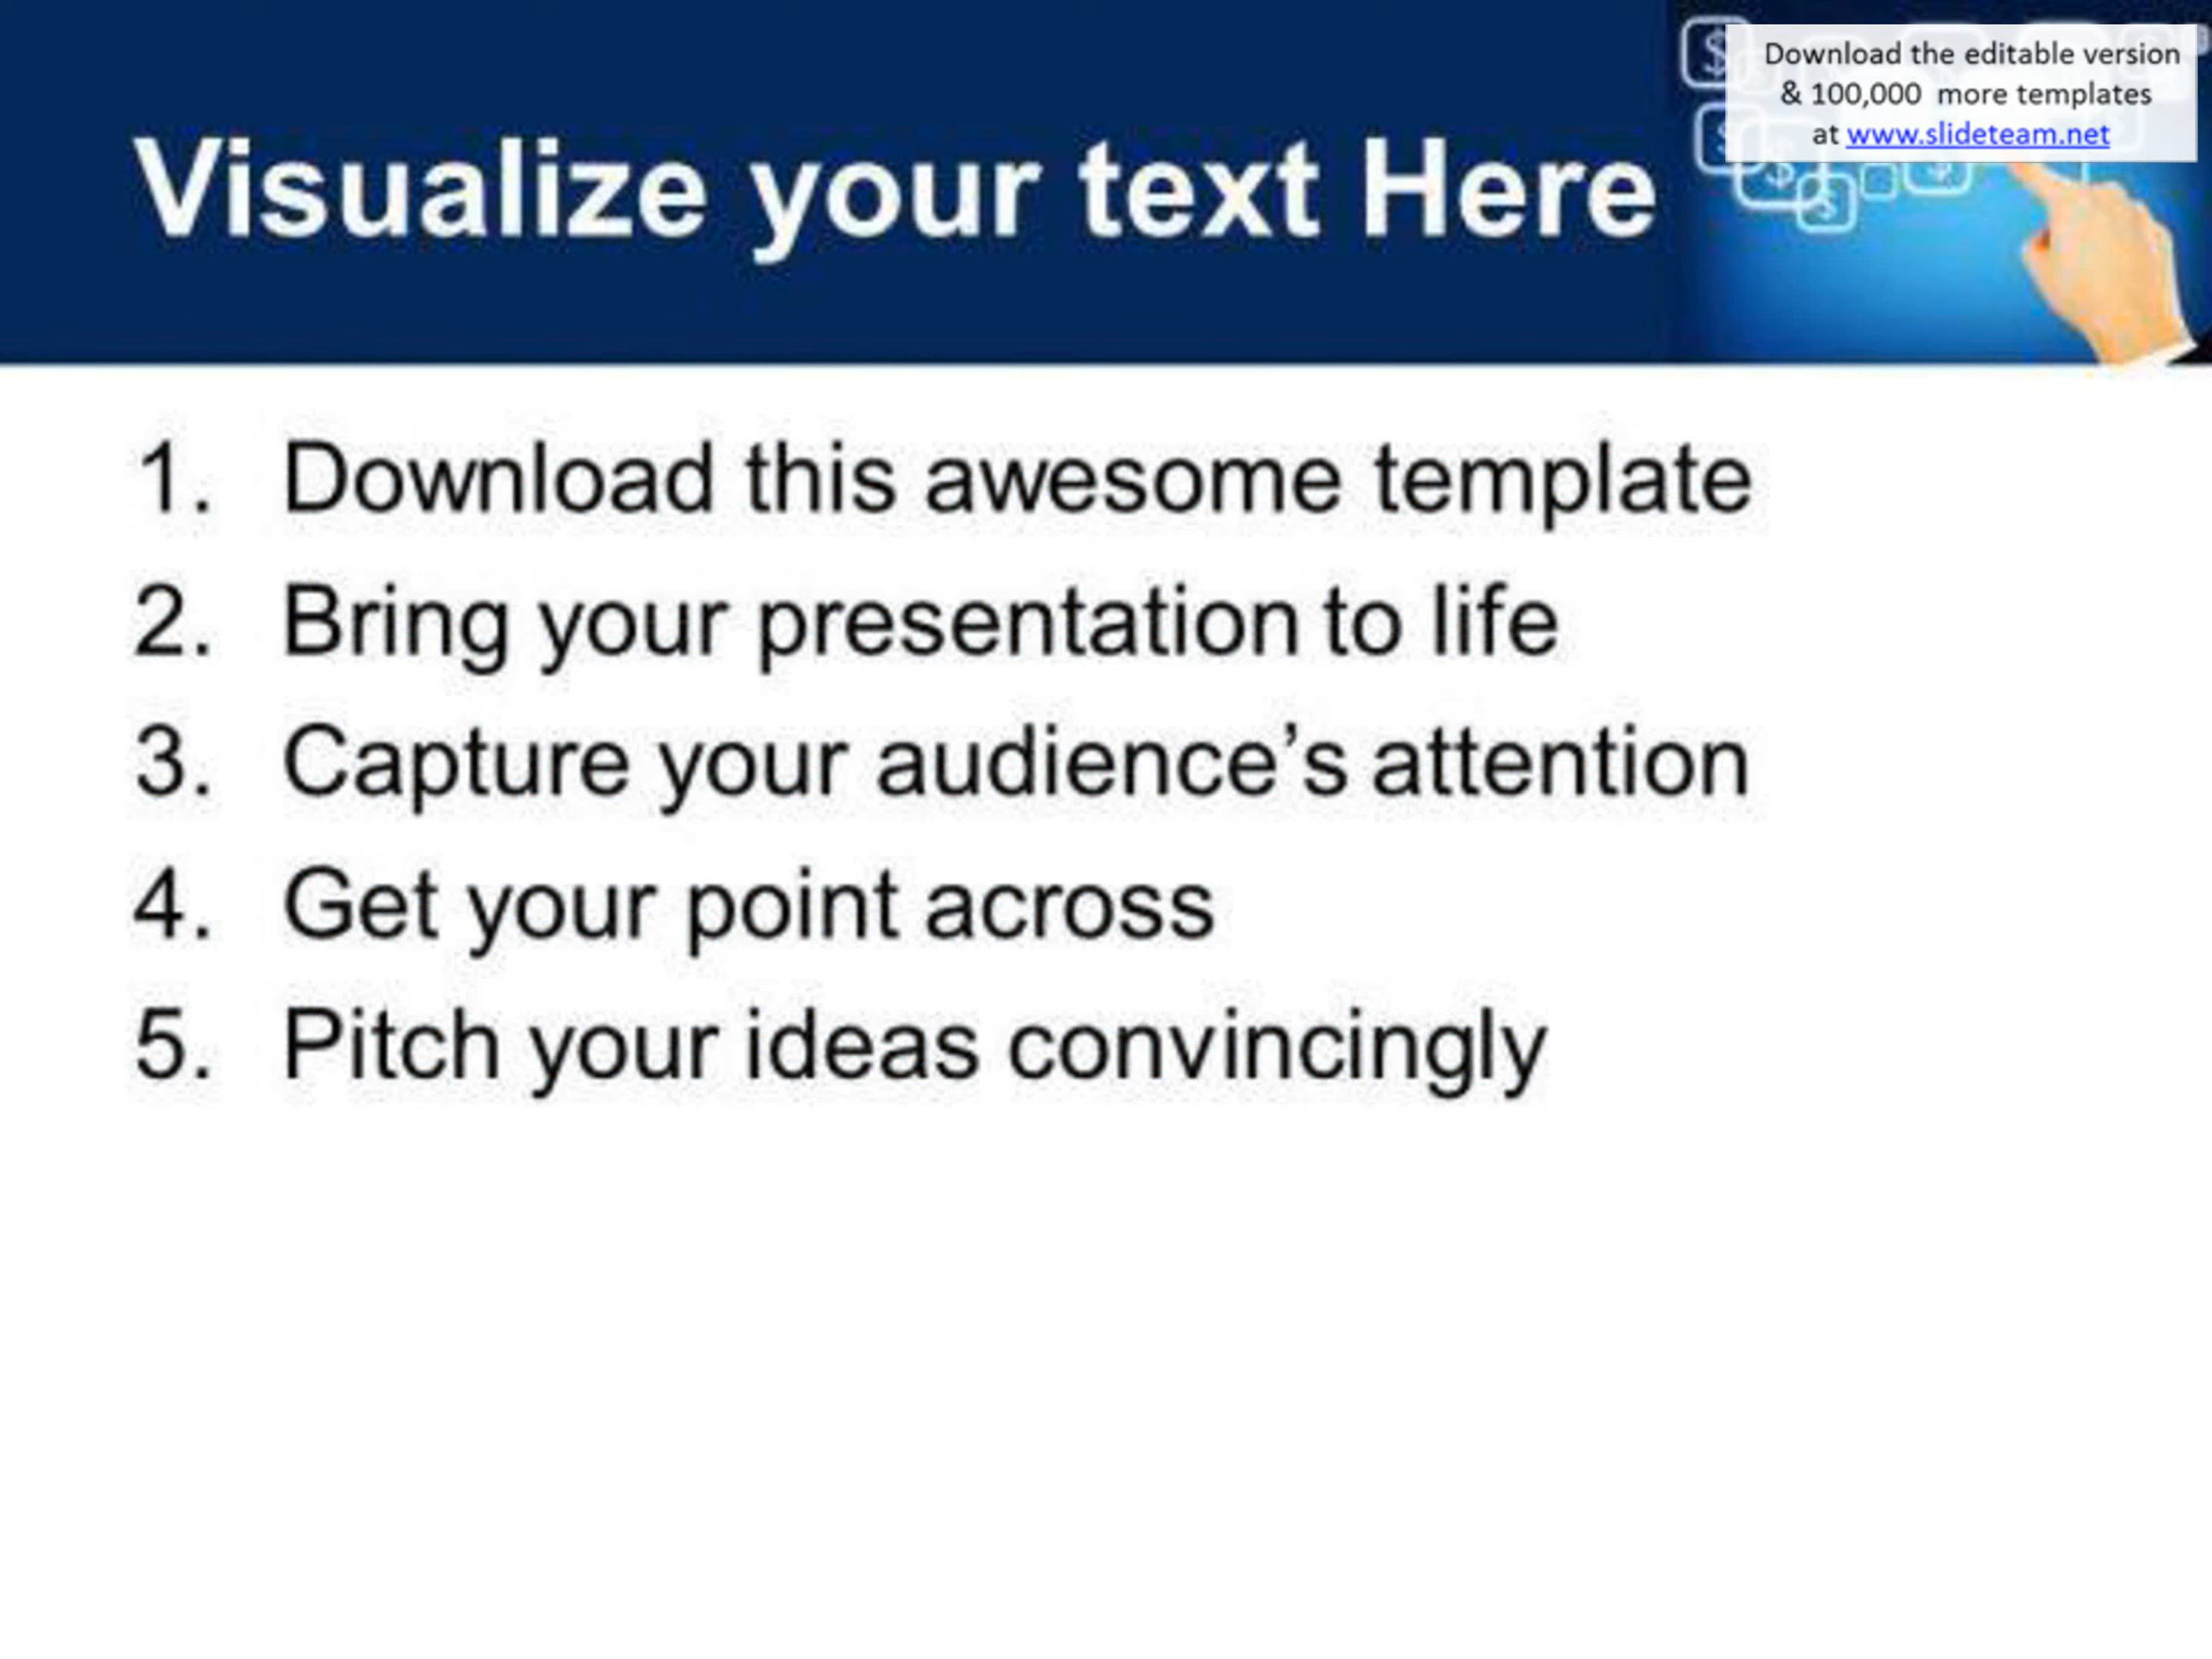 Download the editable version
& 100,000 more templates
at www.slideteam.net
Visualize your text Here
1. Download this awesome template
2. Bring your presentation to life
3. Capture your audience’s attention
4. Get your point across
5. Pitch your ideas convincingly